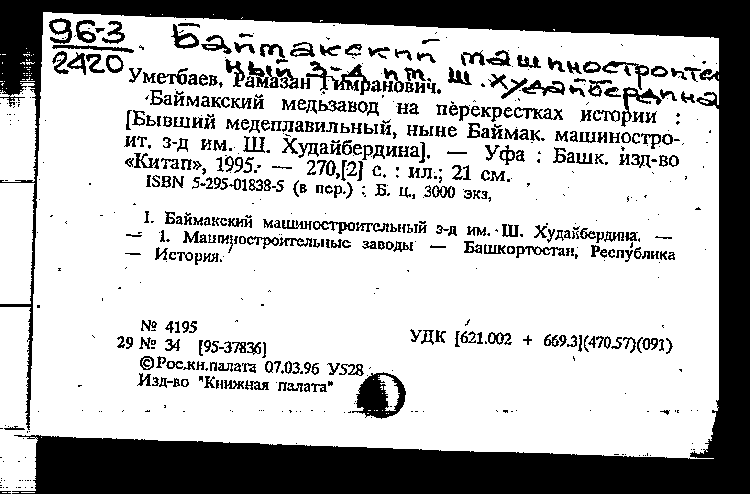 96-3
2420
Баймакский машиностроитель
ный з-д им. Ш. Худайбердина
Уметбаев, Рамазан Тимранович.
Баймакский медьзавод на перекрестках истории :
[Бывший медеплавильный, ныне Баймак. машиностро-
ит. з-д им. Ш. Худайбердина]. — Уфа : Башк. изд-во
«Китап», 1995. — 270,[2] с. : ил.; 21 см.
ISBN 5-295-01838-5 (в пер.) : Б. ц., 3000 экз,
I. Баймакский машиностроительный з-д им. Ш. Худайбердина. —
— 1. Машиностроительные заводы — Башкортостан, Республика
— История.
№ 4195
29 № 34 [95-37836]
УДК [621.002 + 669.3](470.57)(091)
©Рос.кн.палата 07.03.96 У528
Изд-во "Книжная палата"